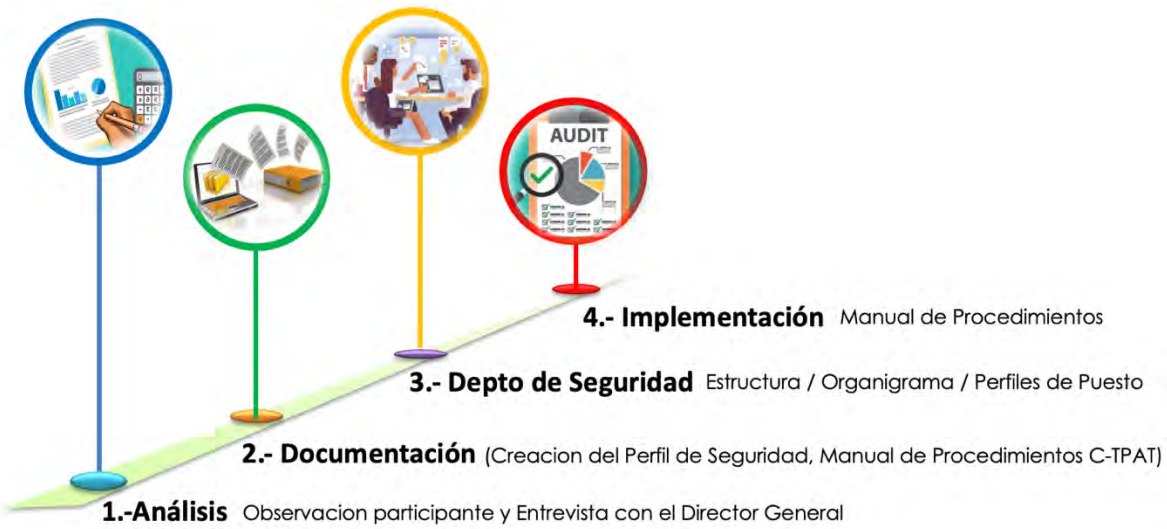 AUDIT
4.- Implementación Manual de Procedimientos
3.- Depto de Seguridad Estructura / Organigrama / Perfiles de Puesto
2.- Documentación (Creacion del Perfil de Seguridad, Manual de Procedimientos C-TPAT)
1.-Análisis Observacion participante y Entrevista con el Director General